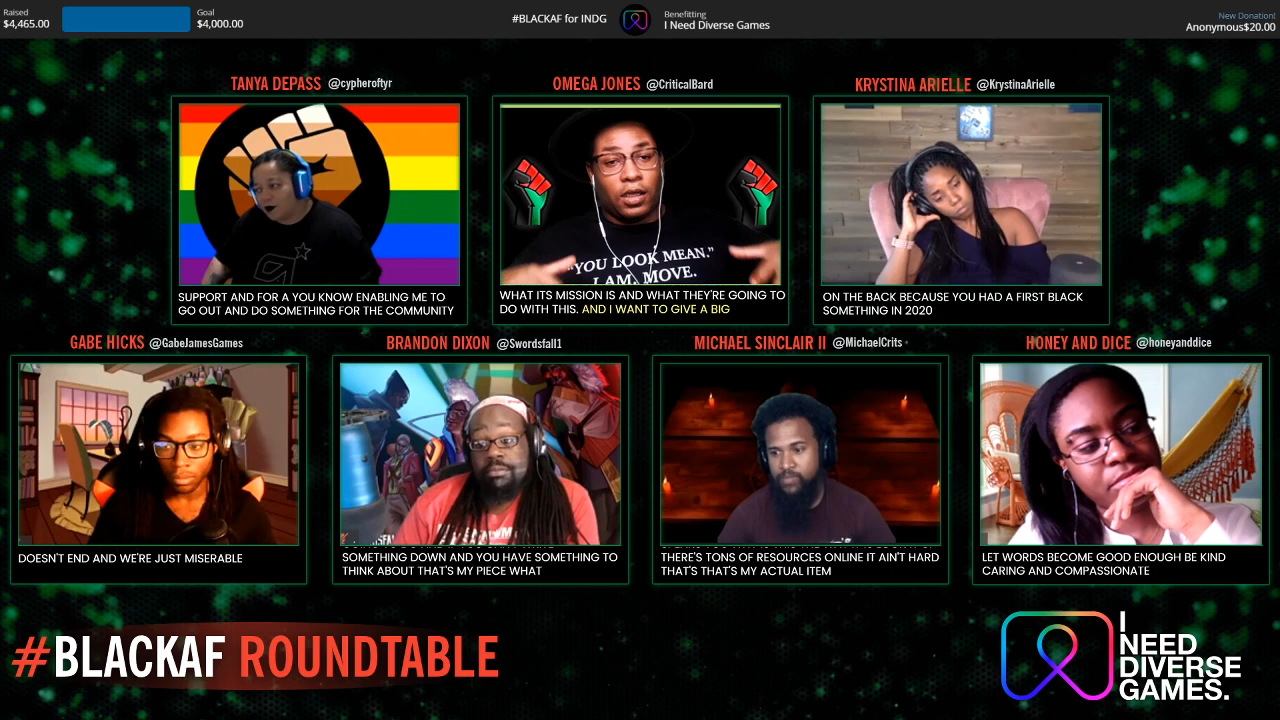 Raised
$4,465.00
Goal
$4,000.00
#BLACKAF for INDG
Benefitting
I Need Diverse Games
New Donation!
Anonymous$20.00
TANYA DEPASS @cypheroftyr
OMEGA JONES @CriticalBard
KRYSTINA ARIELLE @KrystinaArielle
"YOU LOOK MEAN."
I AM. MOVE.
SUPPORT AND FOR A YOU KNOW ENABLING ME TO
GO OUT AND DO SOMETHING FOR THE COMMUNITY
WHAT ITS MISSION IS AND WHAT THEY'RE GOING TO
DO WITH THIS. AND I WANT TO GIVE A BIG
ON THE BACK BECAUSE YOU HAD A FIRST BLACK
SOMETHING IN 2020
GABE HICKS @GabeJamesGames
BRANDON DIXON @Swordsfall1
MICHAEL SINCLAIR II @MichaelCrits
HONEY AND DICE @honeyanddice
DOESN'T END AND WE'RE JUST MISERABLE
SOMETHING DOWN AND YOU HAVE SOMETHING TO
THINK ABOUT THAT'S MY PIECE WHAT
THERE'S TONS OF RESOURCES ONLINE IT AIN'T HARD
THAT'S THAT'S MY ACTUAL ITEM
LET WORDS BECOME GOOD ENOUGH BE KIND
CARING AND COMPASSIONATE
#BLACKAF ROUNDTABLE
I
NEED
DIVERSE
GAMES.